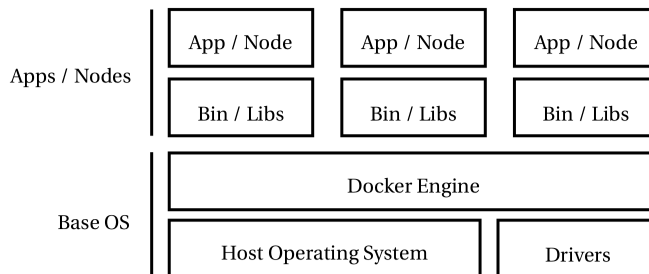 App / Node App / Node App / Node
Apps / Nodes
Bin / Libs Bin / Libs Bin / Libs
Docker Engine
Base OS
Host Operating System Drivers